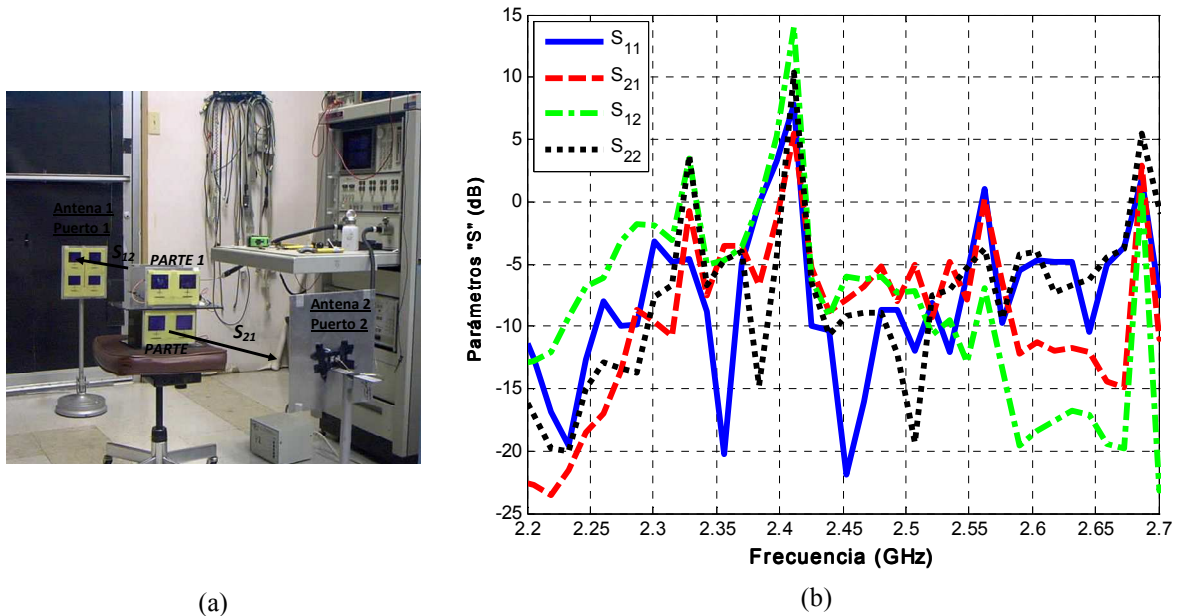 Antena 1
Puerto 1
S12
PARTE 1
PARTE
S21
Antena 2
Puerto 2
(a)
Parámetros "S" (dB)
15
10
5
0
-5
-10
-15
-20
-25
S11
S21
S12
S22
2.2
2.25
2.3
2.35
2.4
2.45
2.5
2.55
2.6
2.65
2.7
Frecuencia (GHz)
(b)